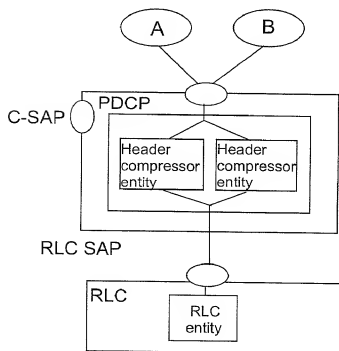 A B
PDCP
C-SAP
Header Header
compressor compressor
entity entity
RLC SAP
RLC
RLC
entity